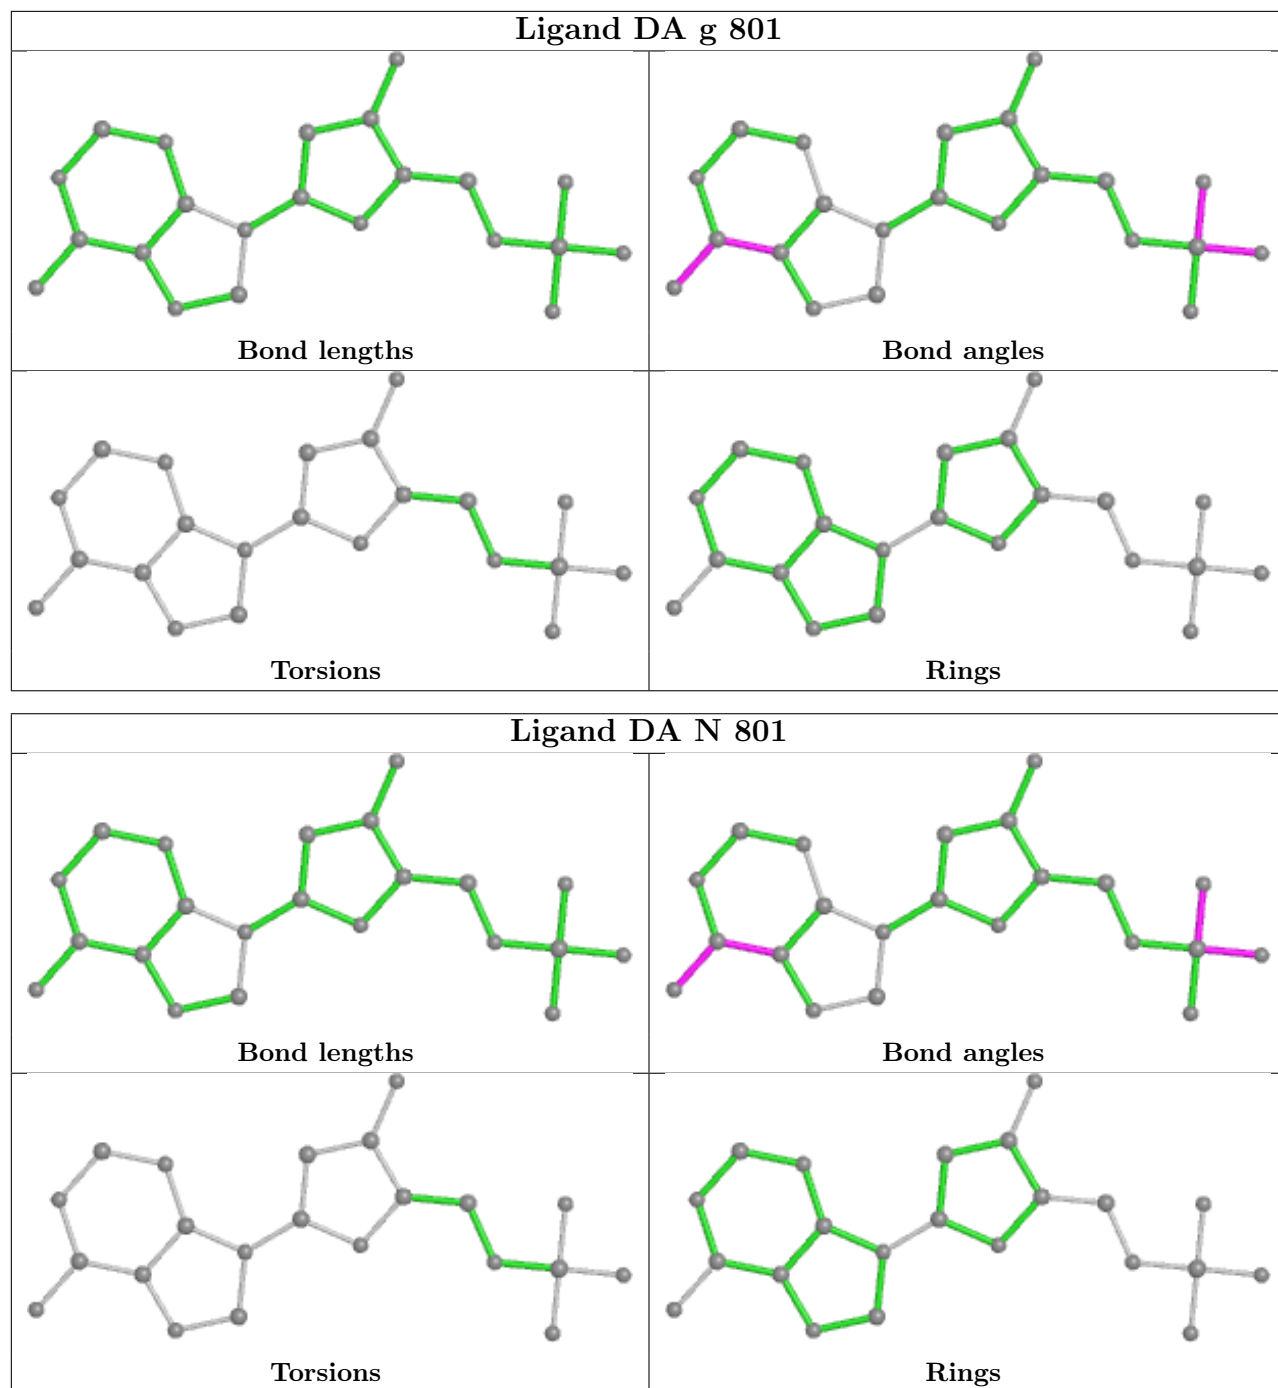 Ligand DA g 801
Bond lengths
Bond angles
Torsions
Rings
Ligand DA N 801
Bond lengths
Bond angles
Torsions
Rings